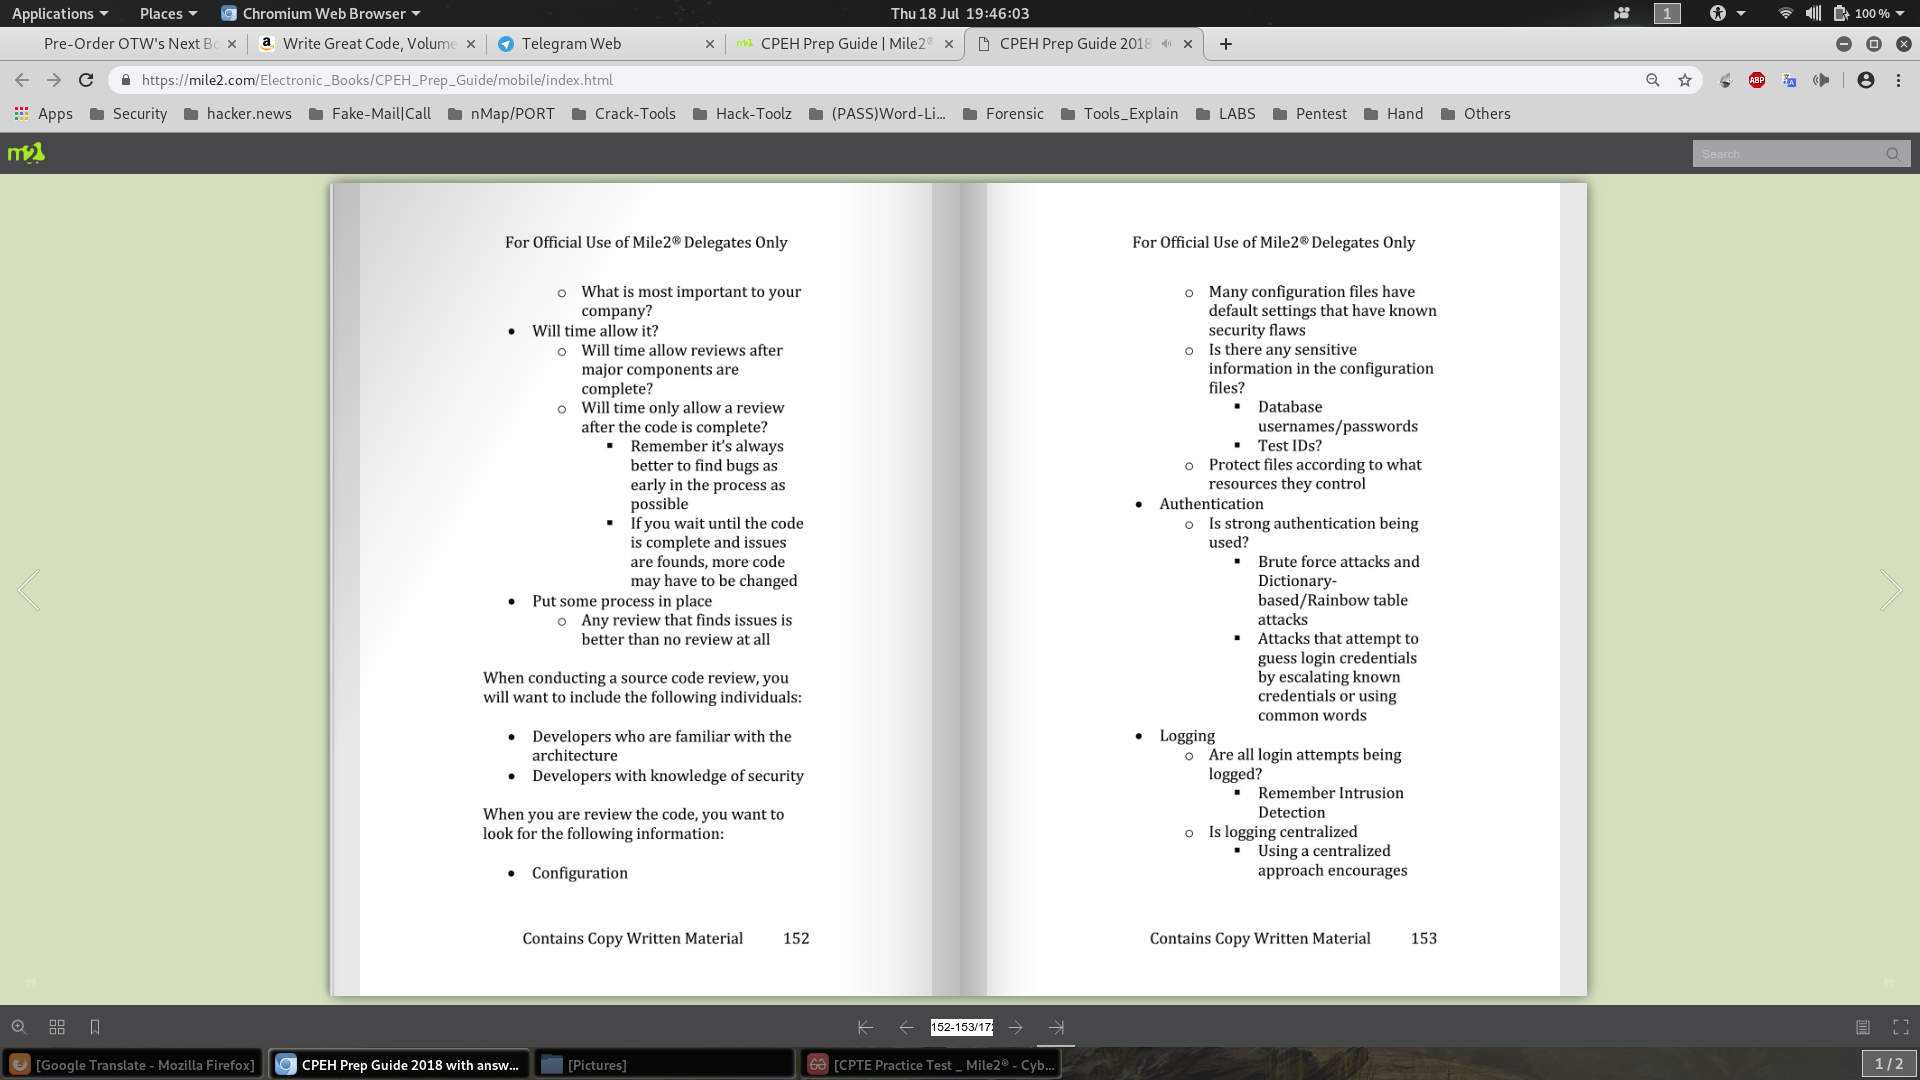 Applications
Places
Chromium Web Browser
Thu 18 Jul 19:46:03
1
100 %
Pre-Order OTW's Next Bo
Write Great Code, Volume
Telegram Web
CPEH Prep Guide | Mile2®
CPEH Prep Guide 2018
https://mile2.com/Electronic_Books/CPEH_Prep_Guide/mobile/index.html
ABP
Apps
Security
hacker.news
Fake-Mail|Call
nMap/PORT
Crack-Tools
Hack-Toolz
(PASS)Word-Li...
Forensic
Tools_Explain
LABS
Pentest
Hand
Others
m2
Search
For Official Use of Mile2® Delegates Only
o What is most important to your
company?
• Will time allow it?
o Will time allow reviews after
major components are
complete?
o Will time only allow a review
after the code is complete?
▪ Remember it's always
better to find bugs as
early in the process as
possible
▪ If you wait until the code
is complete and issues
are founds, more code
may have to be changed
• Put some process in place
o Any review that finds issues is
better than no review at all
When conducting a source code review, you
will want to include the following individuals:
• Developers who are familiar with the
architecture
• Developers with knowledge of security
When you are review the code, you want to
look for the following information:
• Configuration
Contains Copy Written Material 152
For Official Use of Mile2® Delegates Only
o Many configuration files have
default settings that have known
security flaws
o Is there any sensitive
information in the configuration
files?
▪ Database
usernames/passwords
▪ Test IDs?
o Protect files according to what
resources they control
• Authentication
o Is strong authentication being
used?
▪ Brute force attacks and
Dictionary-
based/Rainbow table
attacks
▪ Attacks that attempt to
guess login credentials
by escalating known
credentials or using
common words
• Logging
o Are all login attempts being
logged?
▪ Remember Intrusion
Detection
o Is logging centralized
▪ Using a centralized
approach encourages
Contains Copy Written Material 153
152-153/17
[Google Translate - Mozilla Firefox]
CPEH Prep Guide 2018 with answ...
[Pictures]
[CPTE Practice Test _ Mile2® - Cyb...
1 / 2